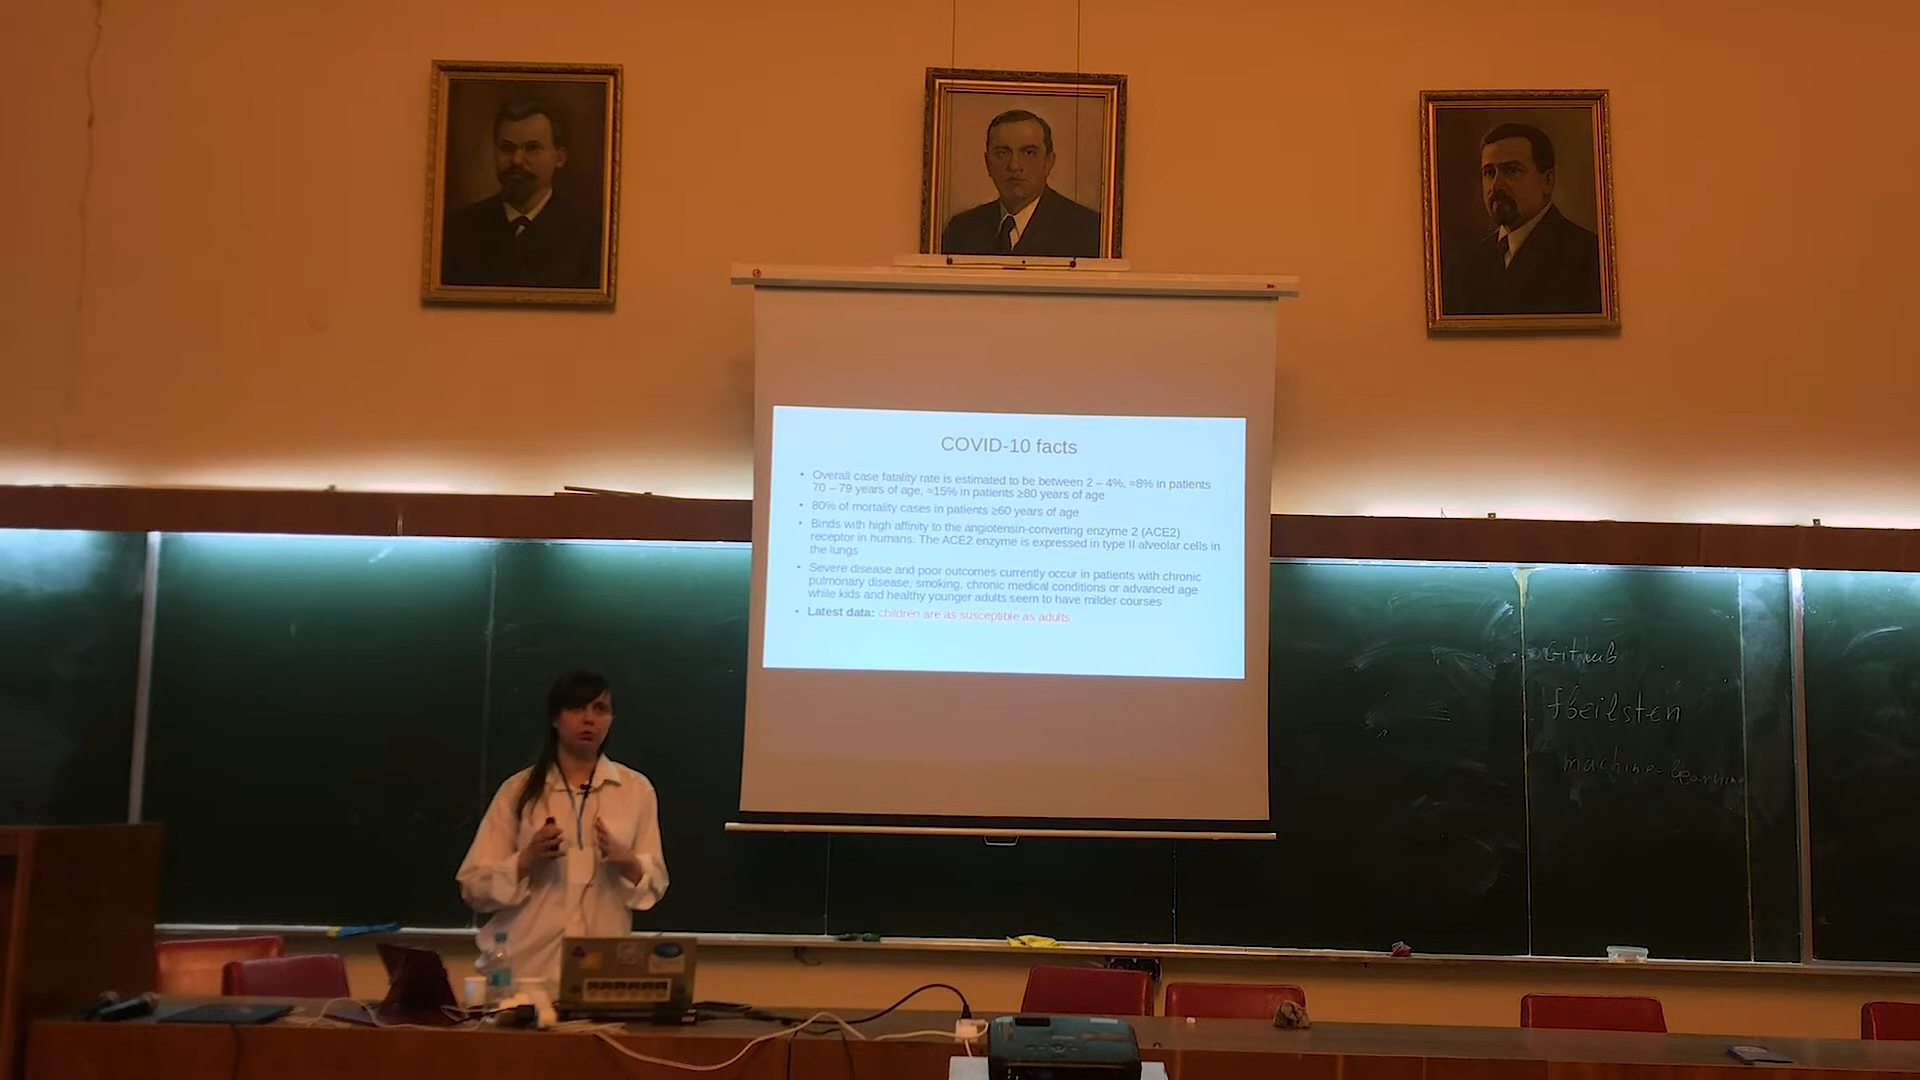 COVID-10 facts
• Overall case fatality rate is estimated to be between 2 – 4%, ≈8% in patients
70 – 79 years of age, ≈15% in patients ≥80 years of age
• 80% of mortality cases in patients ≥60 years of age
• Binds with high affinity to the angiotensin-converting enzyme 2 (ACE2)
receptor in humans. The ACE2 enzyme is expressed in type II alveolar cells in
the lungs
• Severe disease and poor outcomes currently occur in patients with chronic
pulmonary disease, smoking, chronic medical conditions or advanced age
while kids and healthy younger adults seem to have milder courses
• Latest data: children are as susceptible as adults
Github
fbeilsten
machine-learning